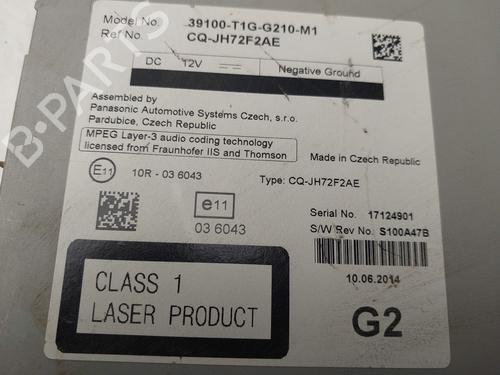 Model No. 39100-T1G-G210-M1
Ref No. CQ-JH72F2AE
DC 12V Negative Ground
Assembled by
Panasonic Automotive Systems Czech, s.r.o.
Pardubice, Czech Republic
MPEG Layer-3 audio coding technology
licensed from Fraunhofer IIS and Thomson
Made in Czech Republic
E11 10R - 03 6043
Type: CQ-JH72F2AE
e11
03 6043
Serial No. 17124901
S/W Rev No. S100A47B
10.06.2014
CLASS 1
LASER PRODUCT
G2
B-PARTS